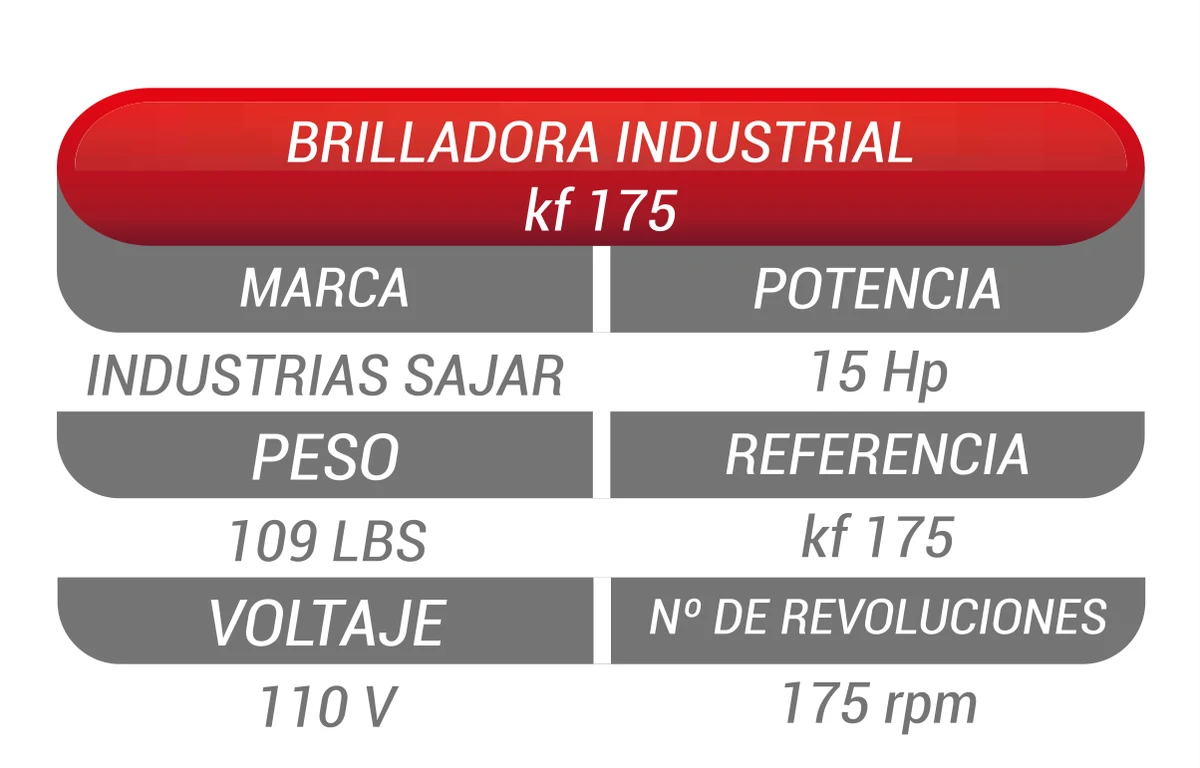 BRILLADORA INDUSTRIAL
kf 175
MARCA
POTENCIA
INDUSTRIAS SAJAR
15 Hp
PESO
REFERENCIA
109 LBS
kf 175
VOLTAJE
Nº DE REVOLUCIONES
110 V
175 rpm